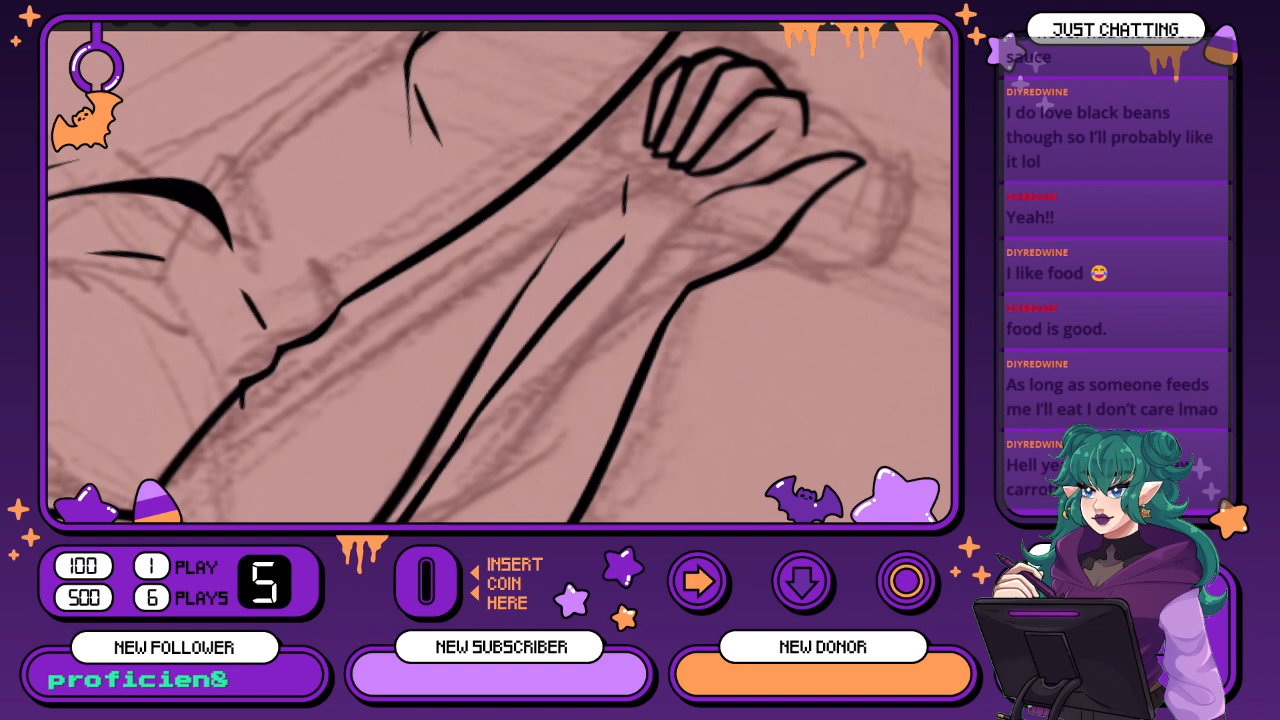 JUST CHATTING
sauce
DIYREDWINE
I do love black beans
though so I'll probably like
it lol
Yeah!!
DIYREDWINE
I like food 😂
food is good.
DIYREDWINE
As long as someone feeds
me I'll eat I don't care lmao
Hell
100 1 PLAY
500 6 PLAYS
5
INSERT
COIN
HERE
NEW FOLLOWER
proficien&
NEW SUBSCRIBER
NEW DONOR